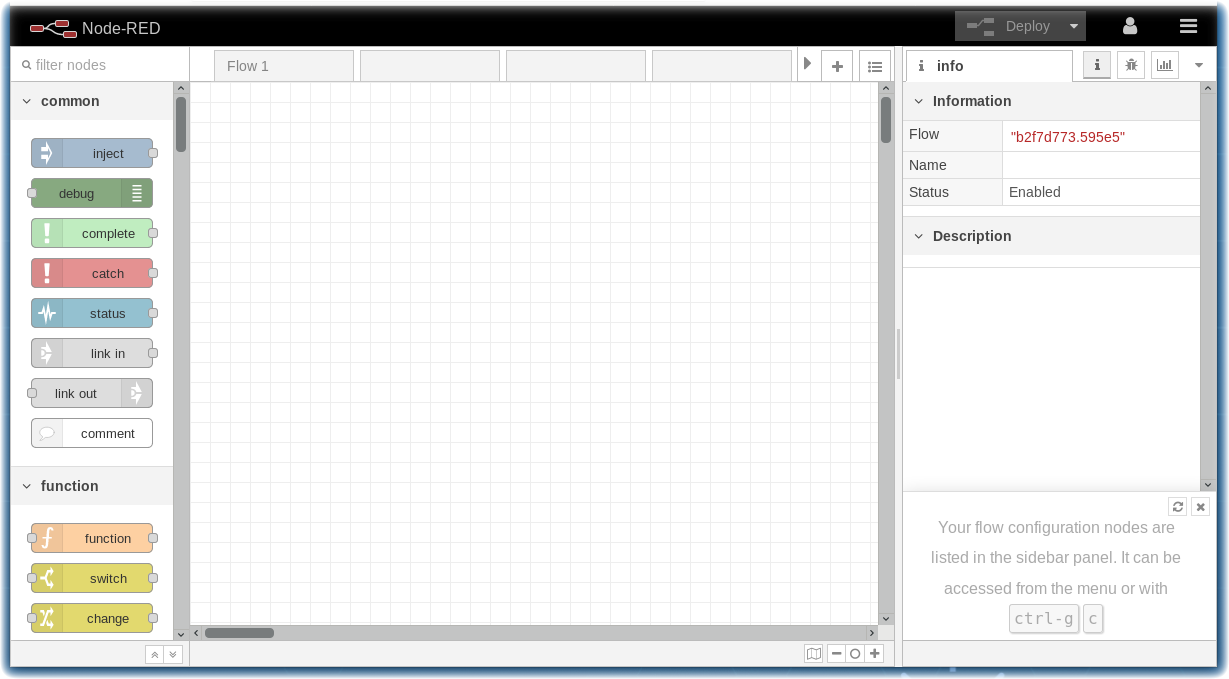 Node-RED
Deploy
filter nodes
Flow 1
info
common
inject
debug
complete
catch
status
link in
link out
comment
function
function
switch
change
Information
Flow "b2f7d773.595e5"
Name
Status Enabled
Description
Your flow configuration nodes are
listed in the sidebar panel. It can be
accessed from the menu or with
ctrl-g c